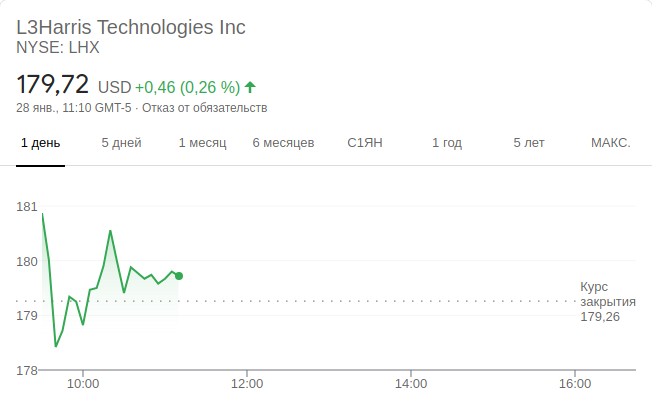 L3Harris Technologies Inc
NYSE: LHX
179,72 USD +0,46 (0,26 %)
28 янв., 11:10 GMT-5 · Отказ от обязательств
1 день 5 дней 1 месяц 6 месяцев С1ЯН 1 год 5 лет МАКС.
181
180
Курс
закрытия
179,26
179
178
10:00 12:00 14:00 16:00